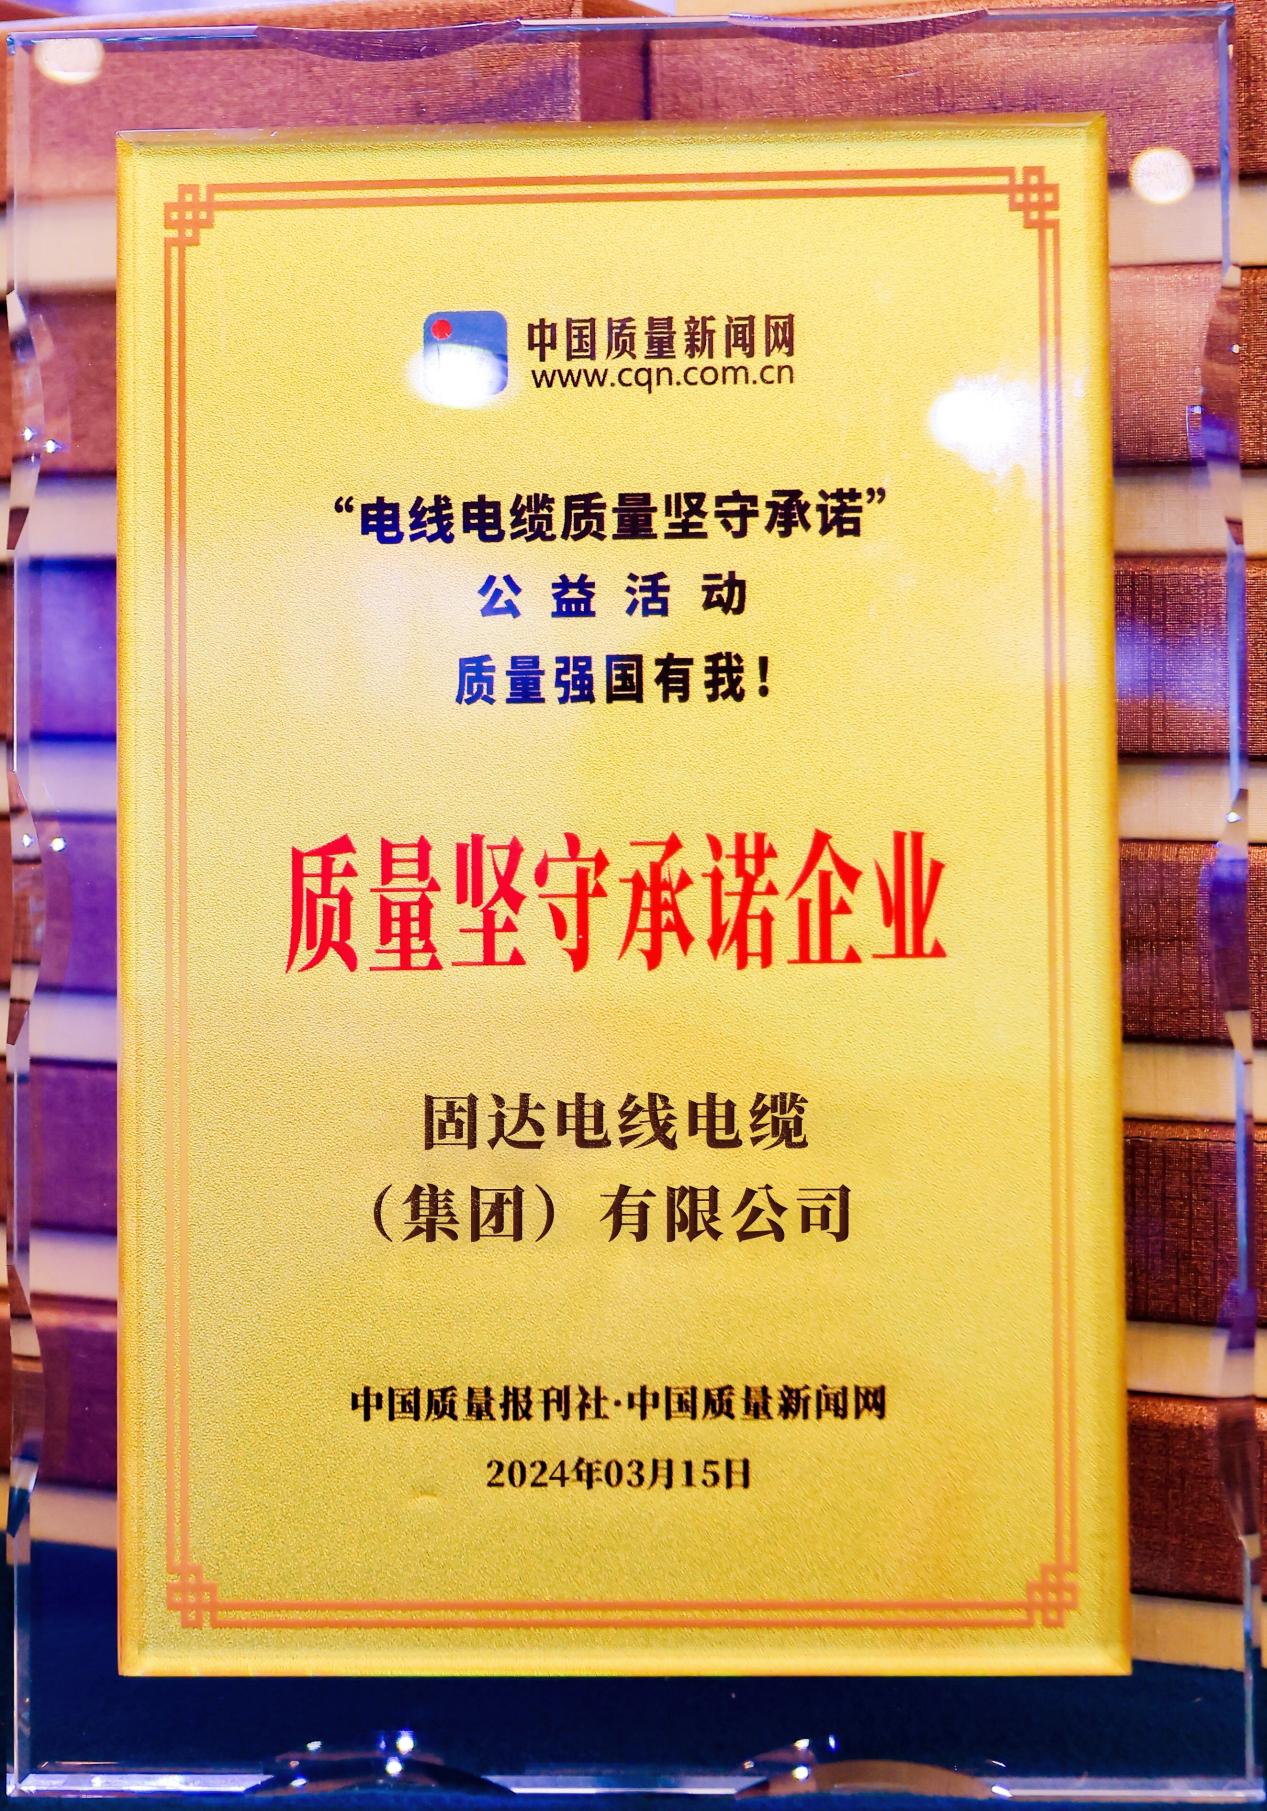 中国质量新闻网
www.cqn.com.cn
“电线电缆质量坚守承诺”
公益活动
质量强国有我!
质量坚守承诺企业
固达电线电缆
（集团）有限公司
中国质量报刊社·中国质量新闻网
2024年03月15日